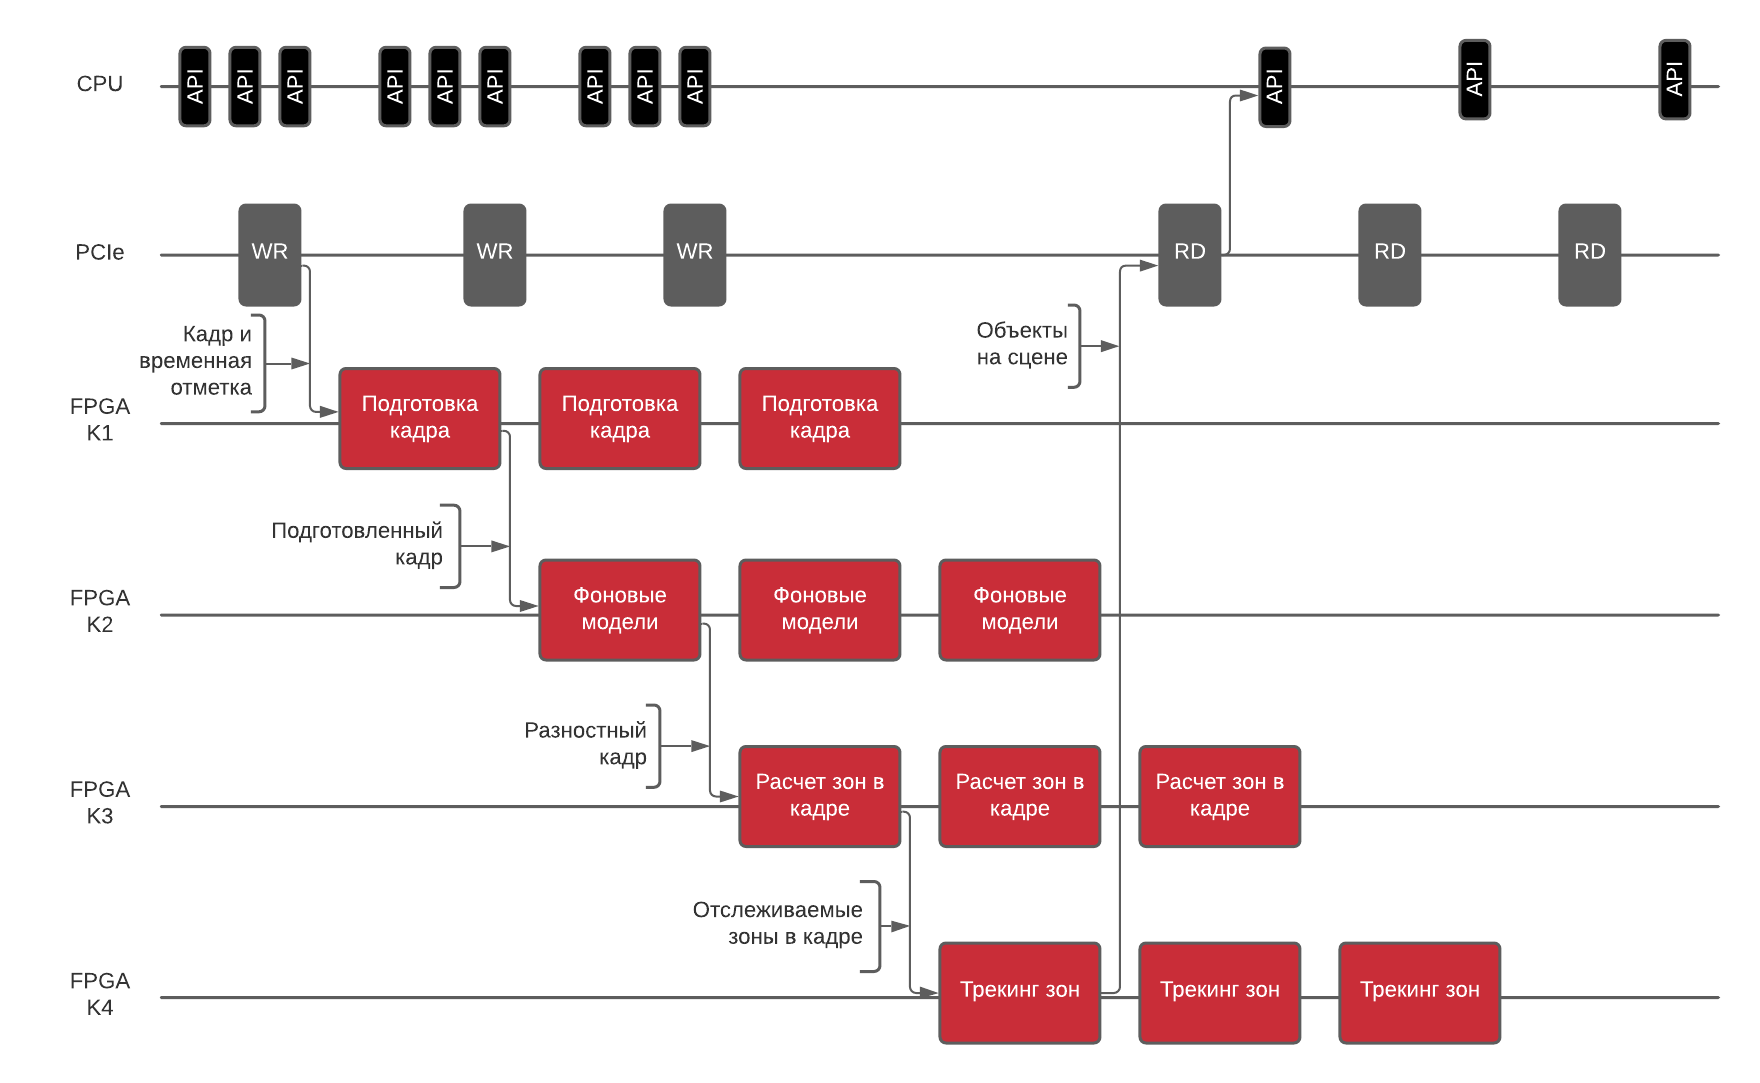 CPU
API
API
API
API
API
API
API
API
API
API
API
API
PCIe
WR
WR
WR
RD
RD
RD
Кадр и
временная
отметка
Объекты
на сцене
FPGA
K1
Подготовка
кадра
Подготовка
кадра
Подготовка
кадра
Подготовленный
кадр
FPGA
K2
Фоновые
модели
Фоновые
модели
Фоновые
модели
Разностный
кадр
FPGA
K3
Расчет зон в
кадре
Расчет зон в
кадре
Расчет зон в
кадре
Отслеживаемые
зоны в кадре
FPGA
K4
Трекинг зон
Трекинг зон
Трекинг зон